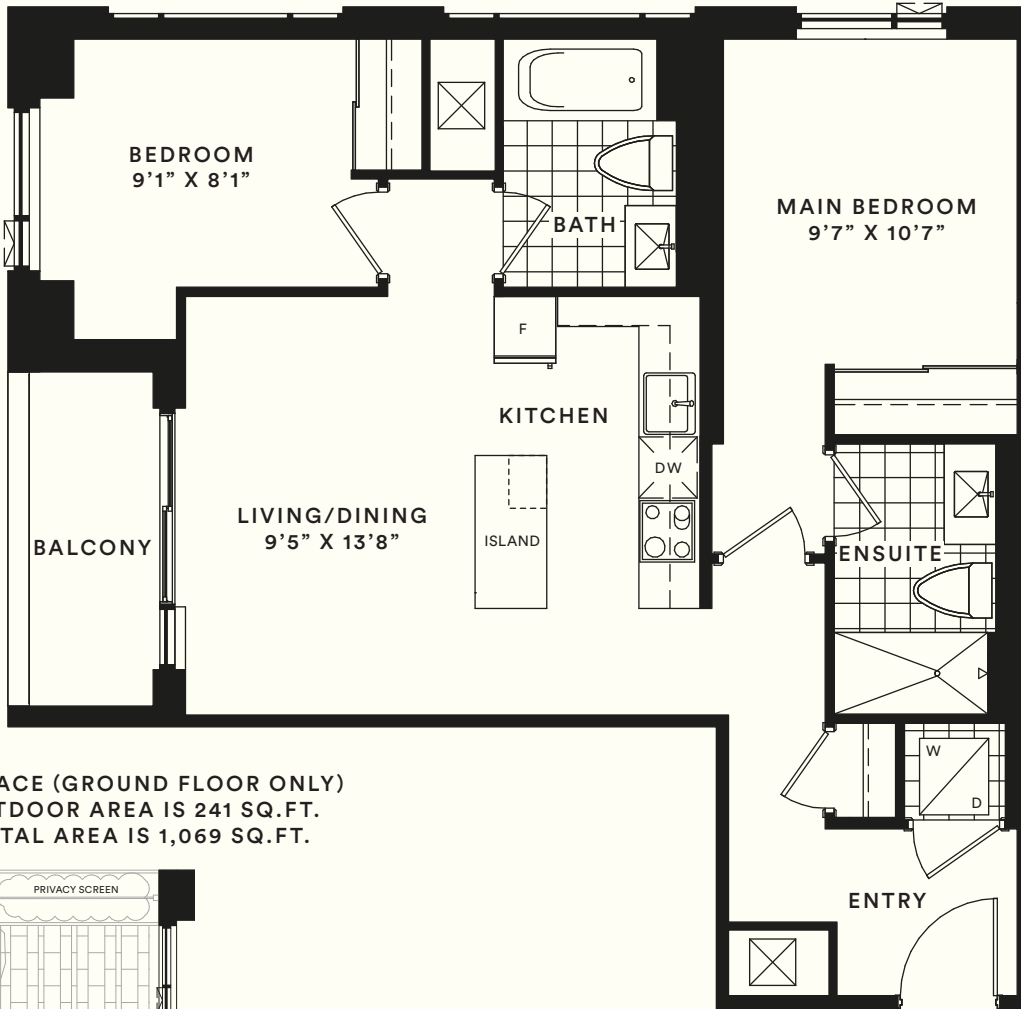 BEDROOM
9’1” X 8’1”
BATH
MAIN BEDROOM
9’7” X 10’7”
F
KITCHEN
DW
LIVING/DINING
9’5” X 13’8”
ISLAND
BALCONY
ENSUITE
W
D
ENTRY
ACE (GROUND FLOOR ONLY)
TDOOR AREA IS 241 SQ.FT.
TAL AREA IS 1,069 SQ.FT.
PRIVACY SCREEN